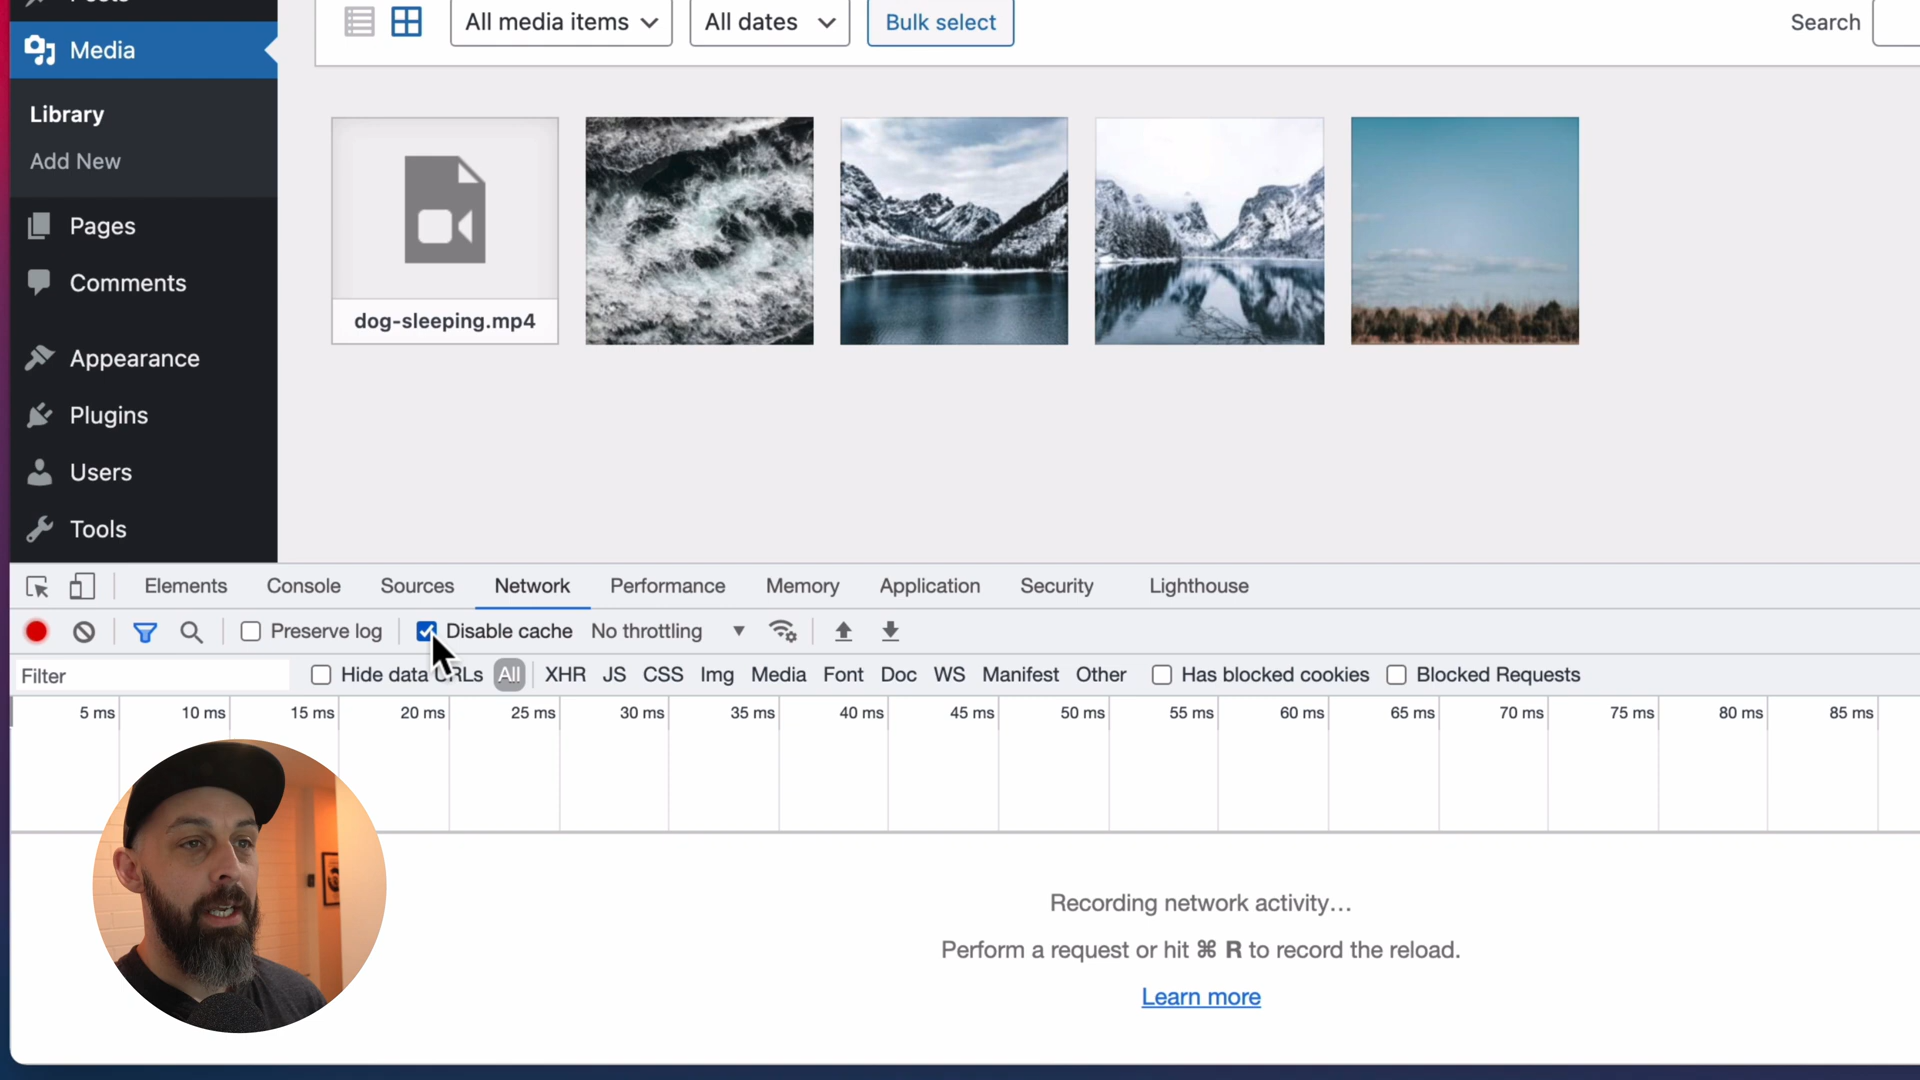 Posts
All media items
All dates
Bulk select
Search
Media
Library
Add New
Pages
Comments
Appearance
Plugins
Users
Tools
dog-sleeping.mp4
Elements Console Sources Network Performance Memory Application Security Lighthouse
Preserve log Disable cache No throttling
Filter Hide data URLs All XHR JS CSS Img Media Font Doc WS Manifest Other Has blocked cookies Blocked Requests
5 ms 10 ms 15 ms 20 ms 25 ms 30 ms 35 ms 40 ms 45 ms 50 ms 55 ms 60 ms 65 ms 70 ms 75 ms 80 ms 85 ms
Recording network activity…
Perform a request or hit ⌘ R to record the reload.
Learn more